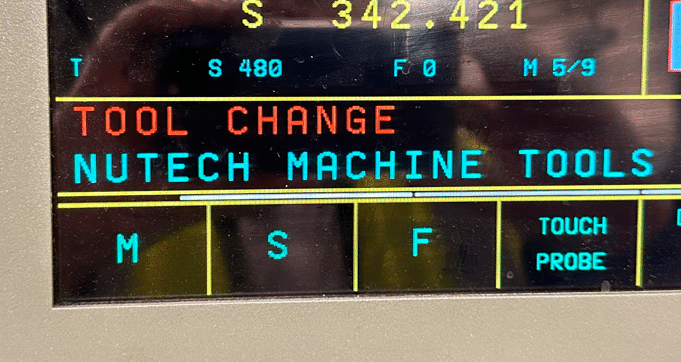 S 342.421
T S 480 F 0 M 5/9
TOOL CHANGE
NUTECH MACHINE TOOLS
M S F TOUCH PROBE